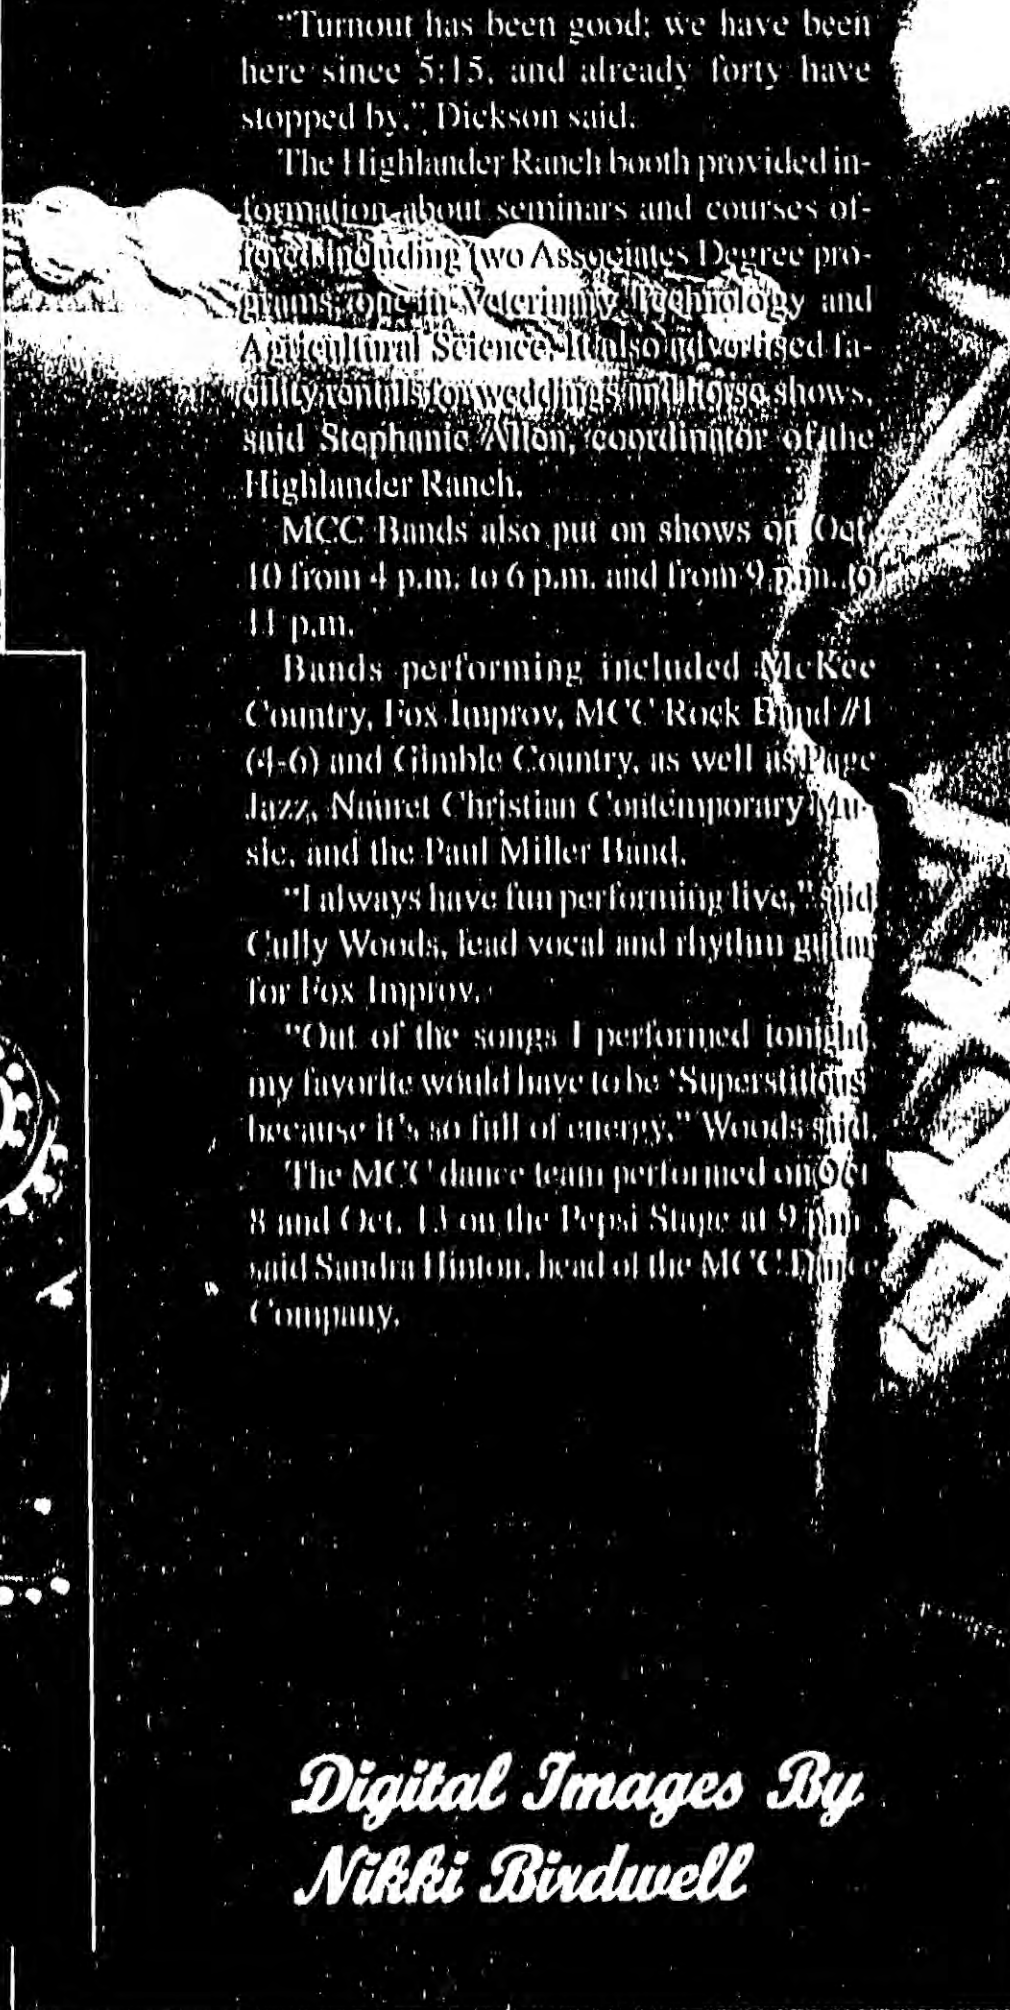 "Turnout has been good; we have been
here since 5:15, and already forty have
stopped by," Dickson said.
The Highlander Ranch booth provided in-
formation about seminars and courses of-
fered including two Associates Degree pro-
grams, one in Veterinary Technology and
Agricultural Science. It also advertised fa-
cility rentals for weddings and horse shows,
said Stephanie Allen, coordinator of the
Highlander Ranch.
MCC Bands also put on shows on Oct.
10 from 4 p.m. to 6 p.m. and from 9 p.m. to
11 p.m.
Bands performing included McKee
Country, Fox Improv, MCC Rock Band #1
(4-6) and Gimble Country, as well as Page
Jazz, Nauret Christian Contemporary Mu-
sic, and the Paul Miller Band.
"I always have fun performing live," said
Cully Woods, lead vocal and rhythm guitar
for Fox Improv.
"Out of the songs I performed tonight,
my favorite would have to be 'Superstitious'
because it's so full of energy," Woods said.
The MCC dance team performed on Oct
8 and Oct. 13 on the Pepsi Stage at 9 p.m.,
said Sandra Hinton, head of the MCC Dance
Company.
Digital Images By
Nikki Birdwell